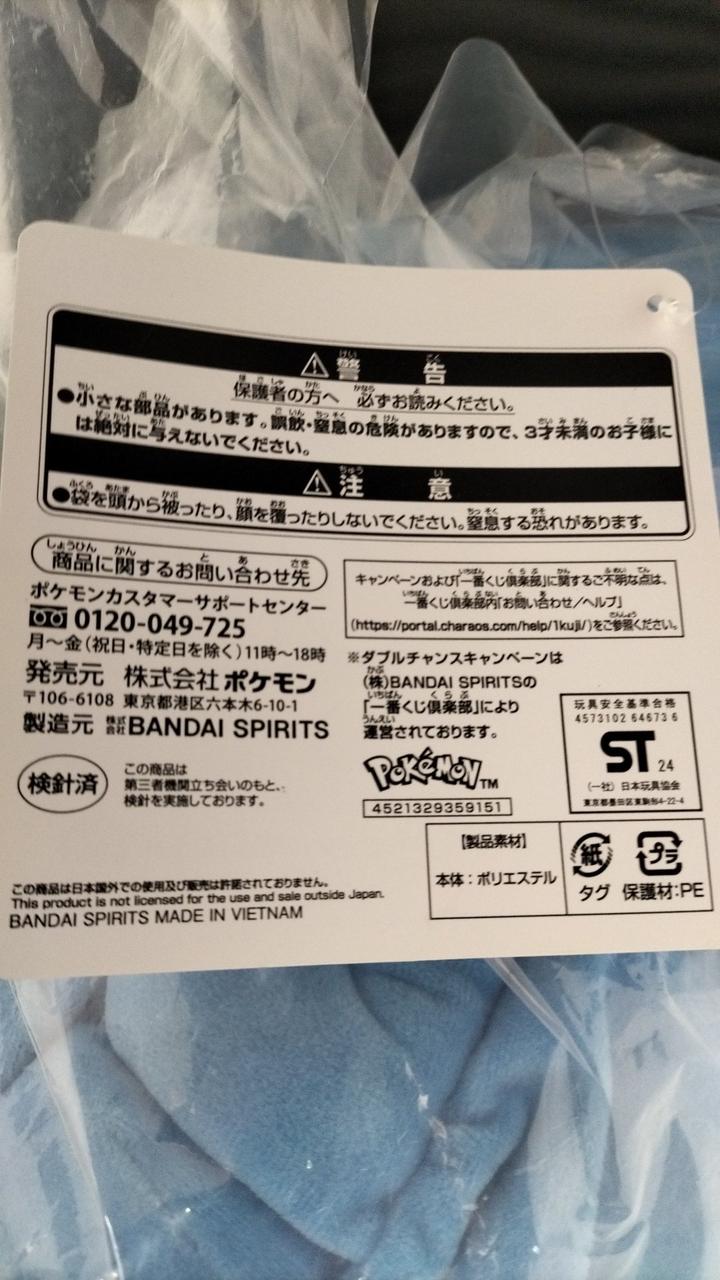 ⚠警告
保護者の方へ 必ずお読みください。
●小さな部品があります。誤飲・窒息の危険がありますので、3才未満のお子様に
は絶対に与えないでください。
⚠注意
●袋を頭から被ったり、顔を覆ったりしないでください。窒息する恐れがあります。
商品に関するお問い合わせ先
ポケモンカスタマーサポートセンター
0120-049-725
月〜金(祝日・特定日を除く)11時〜18時
発売元 株式会社ポケモン
〒106-6108 東京都港区六本木6-10-1
製造元 株式会社BANDAI SPIRITS
検針済
この商品は
第三者機関立ち会いのもと、
検針を実施しております。
キャンペーンおよび「一番くじ倶楽部」に関するご不明な点は、
一番くじ倶楽部内「お問い合わせ/ヘルプ」
(https://portal.charaos.com/help/1kuji/)をご参照ください。
※ダブルチャンスキャンペーンは
(株)BANDAI SPIRITSの
「一番くじ倶楽部」により
運営されております。
POKéMON TM
4521329359151
玩具安全基準合格
4573102 64673 6
ST 24
(一社)日本玩具協会
東京都墨田区東駒形4-22-4
【製品素材】
本体:ポリエステル
紙
タグ
プラ
保護材:PE
この商品は日本国外での使用及び販売は許諾されておりません。
This product is not licensed for the use and sale outside Japan.
BANDAI SPIRITS MADE IN VIETNAM